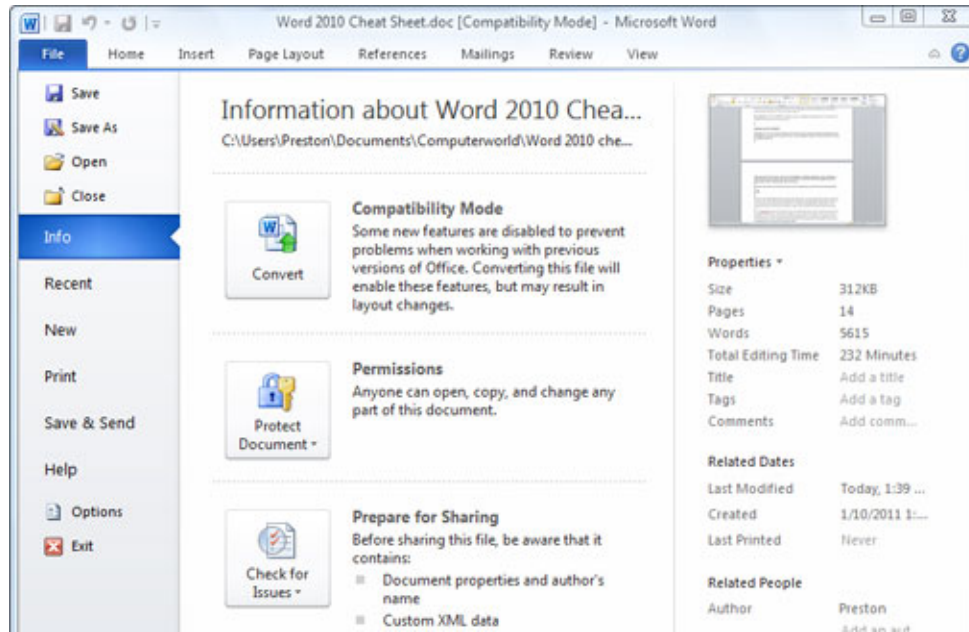 Word 2010 Cheat Sheet.doc [Compatibility Mode] - Microsoft Word
File Home Insert Page Layout References Mailings Review View
Save
Save As
Open
Close
Info
Recent
New
Print
Save & Send
Help
Options
Exit
Information about Word 2010 Chea...
C:\Users\Preston\Documents\Computerworld\Word 2010 che...
Convert
Compatibility Mode
Some new features are disabled to prevent
problems when working with previous
versions of Office. Converting this file will
enable these features, but may result in
layout changes.
Protect
Document
Permissions
Anyone can open, copy, and change any
part of this document.
Check for
Issues
Prepare for Sharing
Before sharing this file, be aware that it
contains:
Document properties and author's
name
Custom XML data
Properties
Size 312KB
Pages 14
Words 5615
Total Editing Time 232 Minutes
Title Add a title
Tags Add a tag
Comments Add comm...
Related Dates
Last Modified Today, 1:39 ...
Created 1/10/2011 1:...
Last Printed Never
Related People
Author Preston
Add an aut...